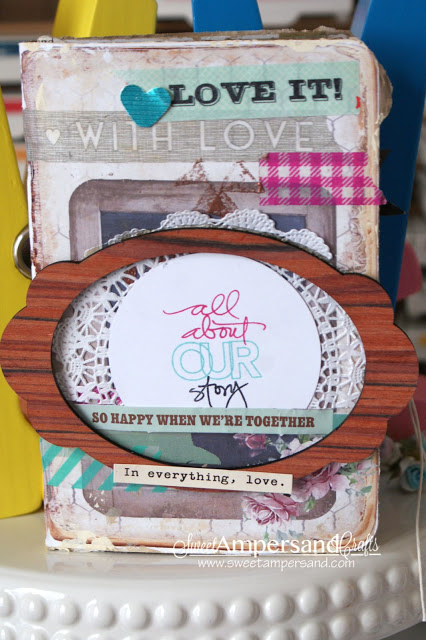 LOVE IT!
WITH LOVE
all
about
OUR
story
SO HAPPY WHEN WE'RE TOGETHER
In everything, love.
Sweet Ampersand Crafts
www.sweetampersand.com